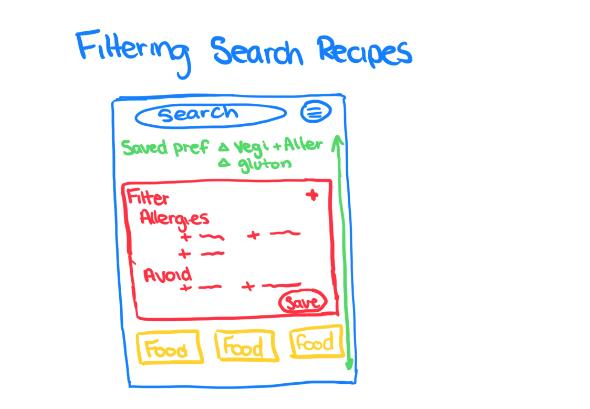 Filtering Search Recipes
Search
Saved pref △ Vegi + Aller
△ gluton
Filter +
Allergies
+ +
+
Avoid
+ +
Save
Food Food food